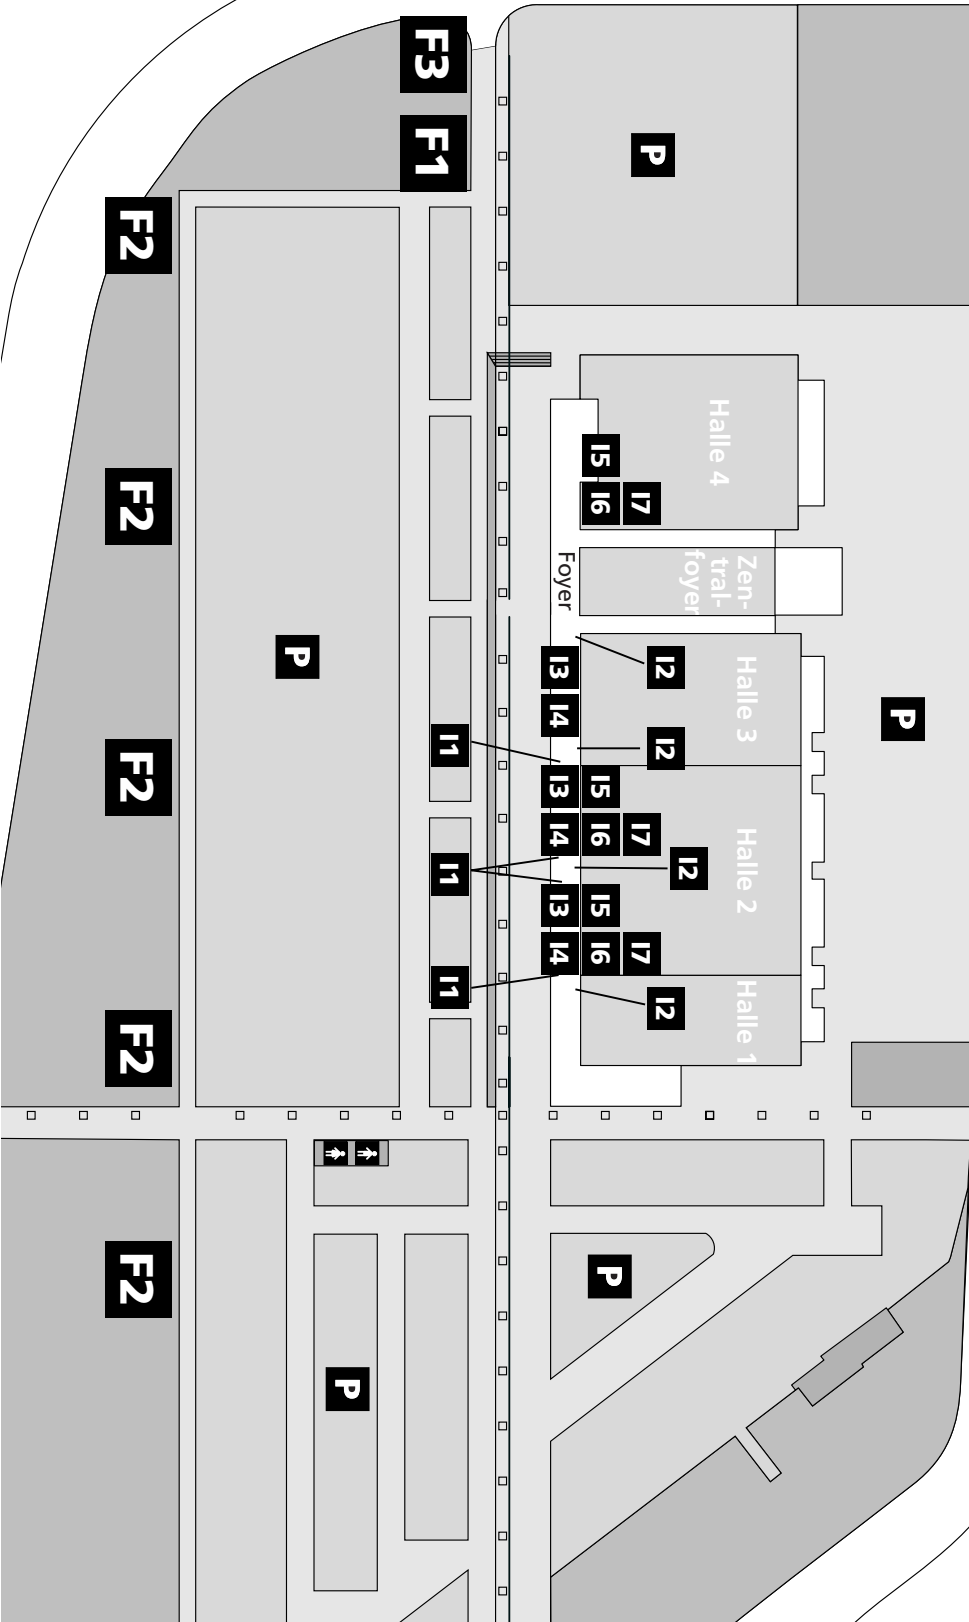 P
Halle 4
Zen-
tral-
foyer
Halle 3
Halle 2
Halle 1
P
I2
I2
I2
I2
I7
I7
I7
P
I5
I6
I5
I6
I5
I6
Foyer
I3
I4
I3
I4
I3
I4
I1
I1
I1
F3
F1
P
P
F2
F2
F2
F2
F2